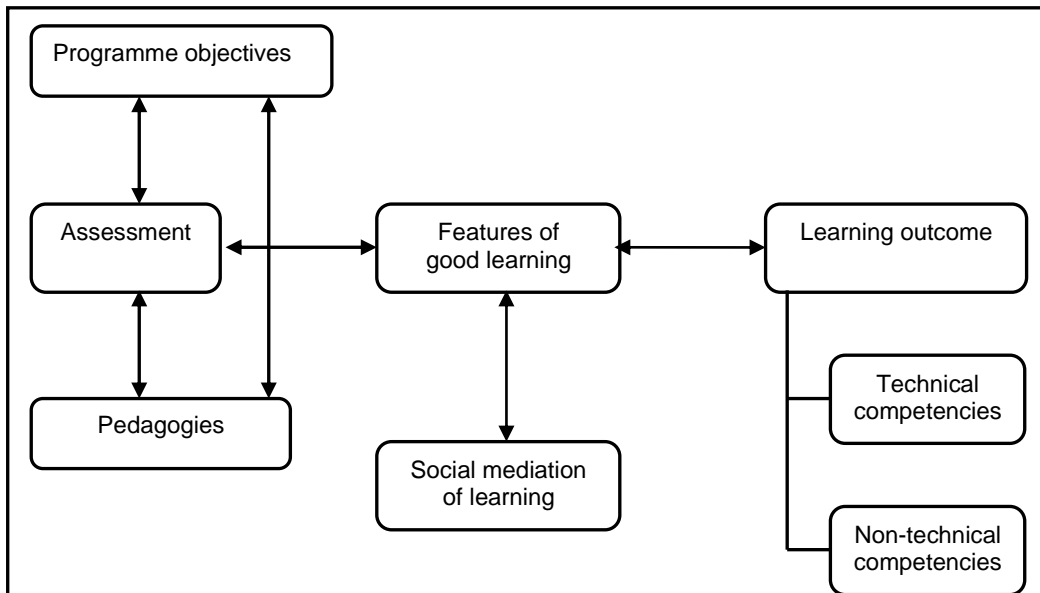 Programme objectives
Assessment
Features of
good learning
Learning outcome
Pedagogies
Technical
competencies
Social mediation
of learning
Non-technical
competencies